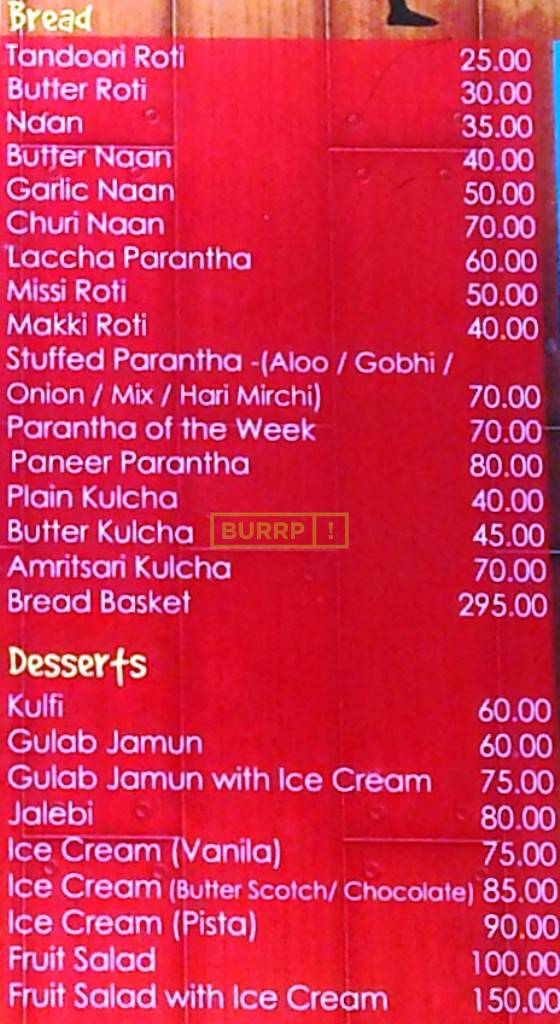 Bread
Tandoori Roti 25.00
Butter Roti 30.00
Naan 35.00
Butter Naan 40.00
Garlic Naan 50.00
Churi Naan 70.00
Laccha Parantha 60.00
Missi Roti 50.00
Makki Roti 40.00
Stuffed Parantha -(Aloo / Gobhi /
Onion / Mix / Hari Mirchi) 70.00
Parantha of the Week 70.00
Paneer Parantha 80.00
Plain Kulcha 40.00
Butter Kulcha BURRP! 45.00
Amritsari Kulcha 70.00
Bread Basket 295.00
Desserts
Kulfi 60.00
Gulab Jamun 60.00
Gulab Jamun with Ice Cream 75.00
Jalebi 80.00
Ice Cream (Vanila) 75.00
Ice Cream (Butter Scotch/ Chocolate) 85.00
Ice Cream (Pista) 90.00
Fruit Salad 100.00
Fruit Salad with Ice Cream 150.00